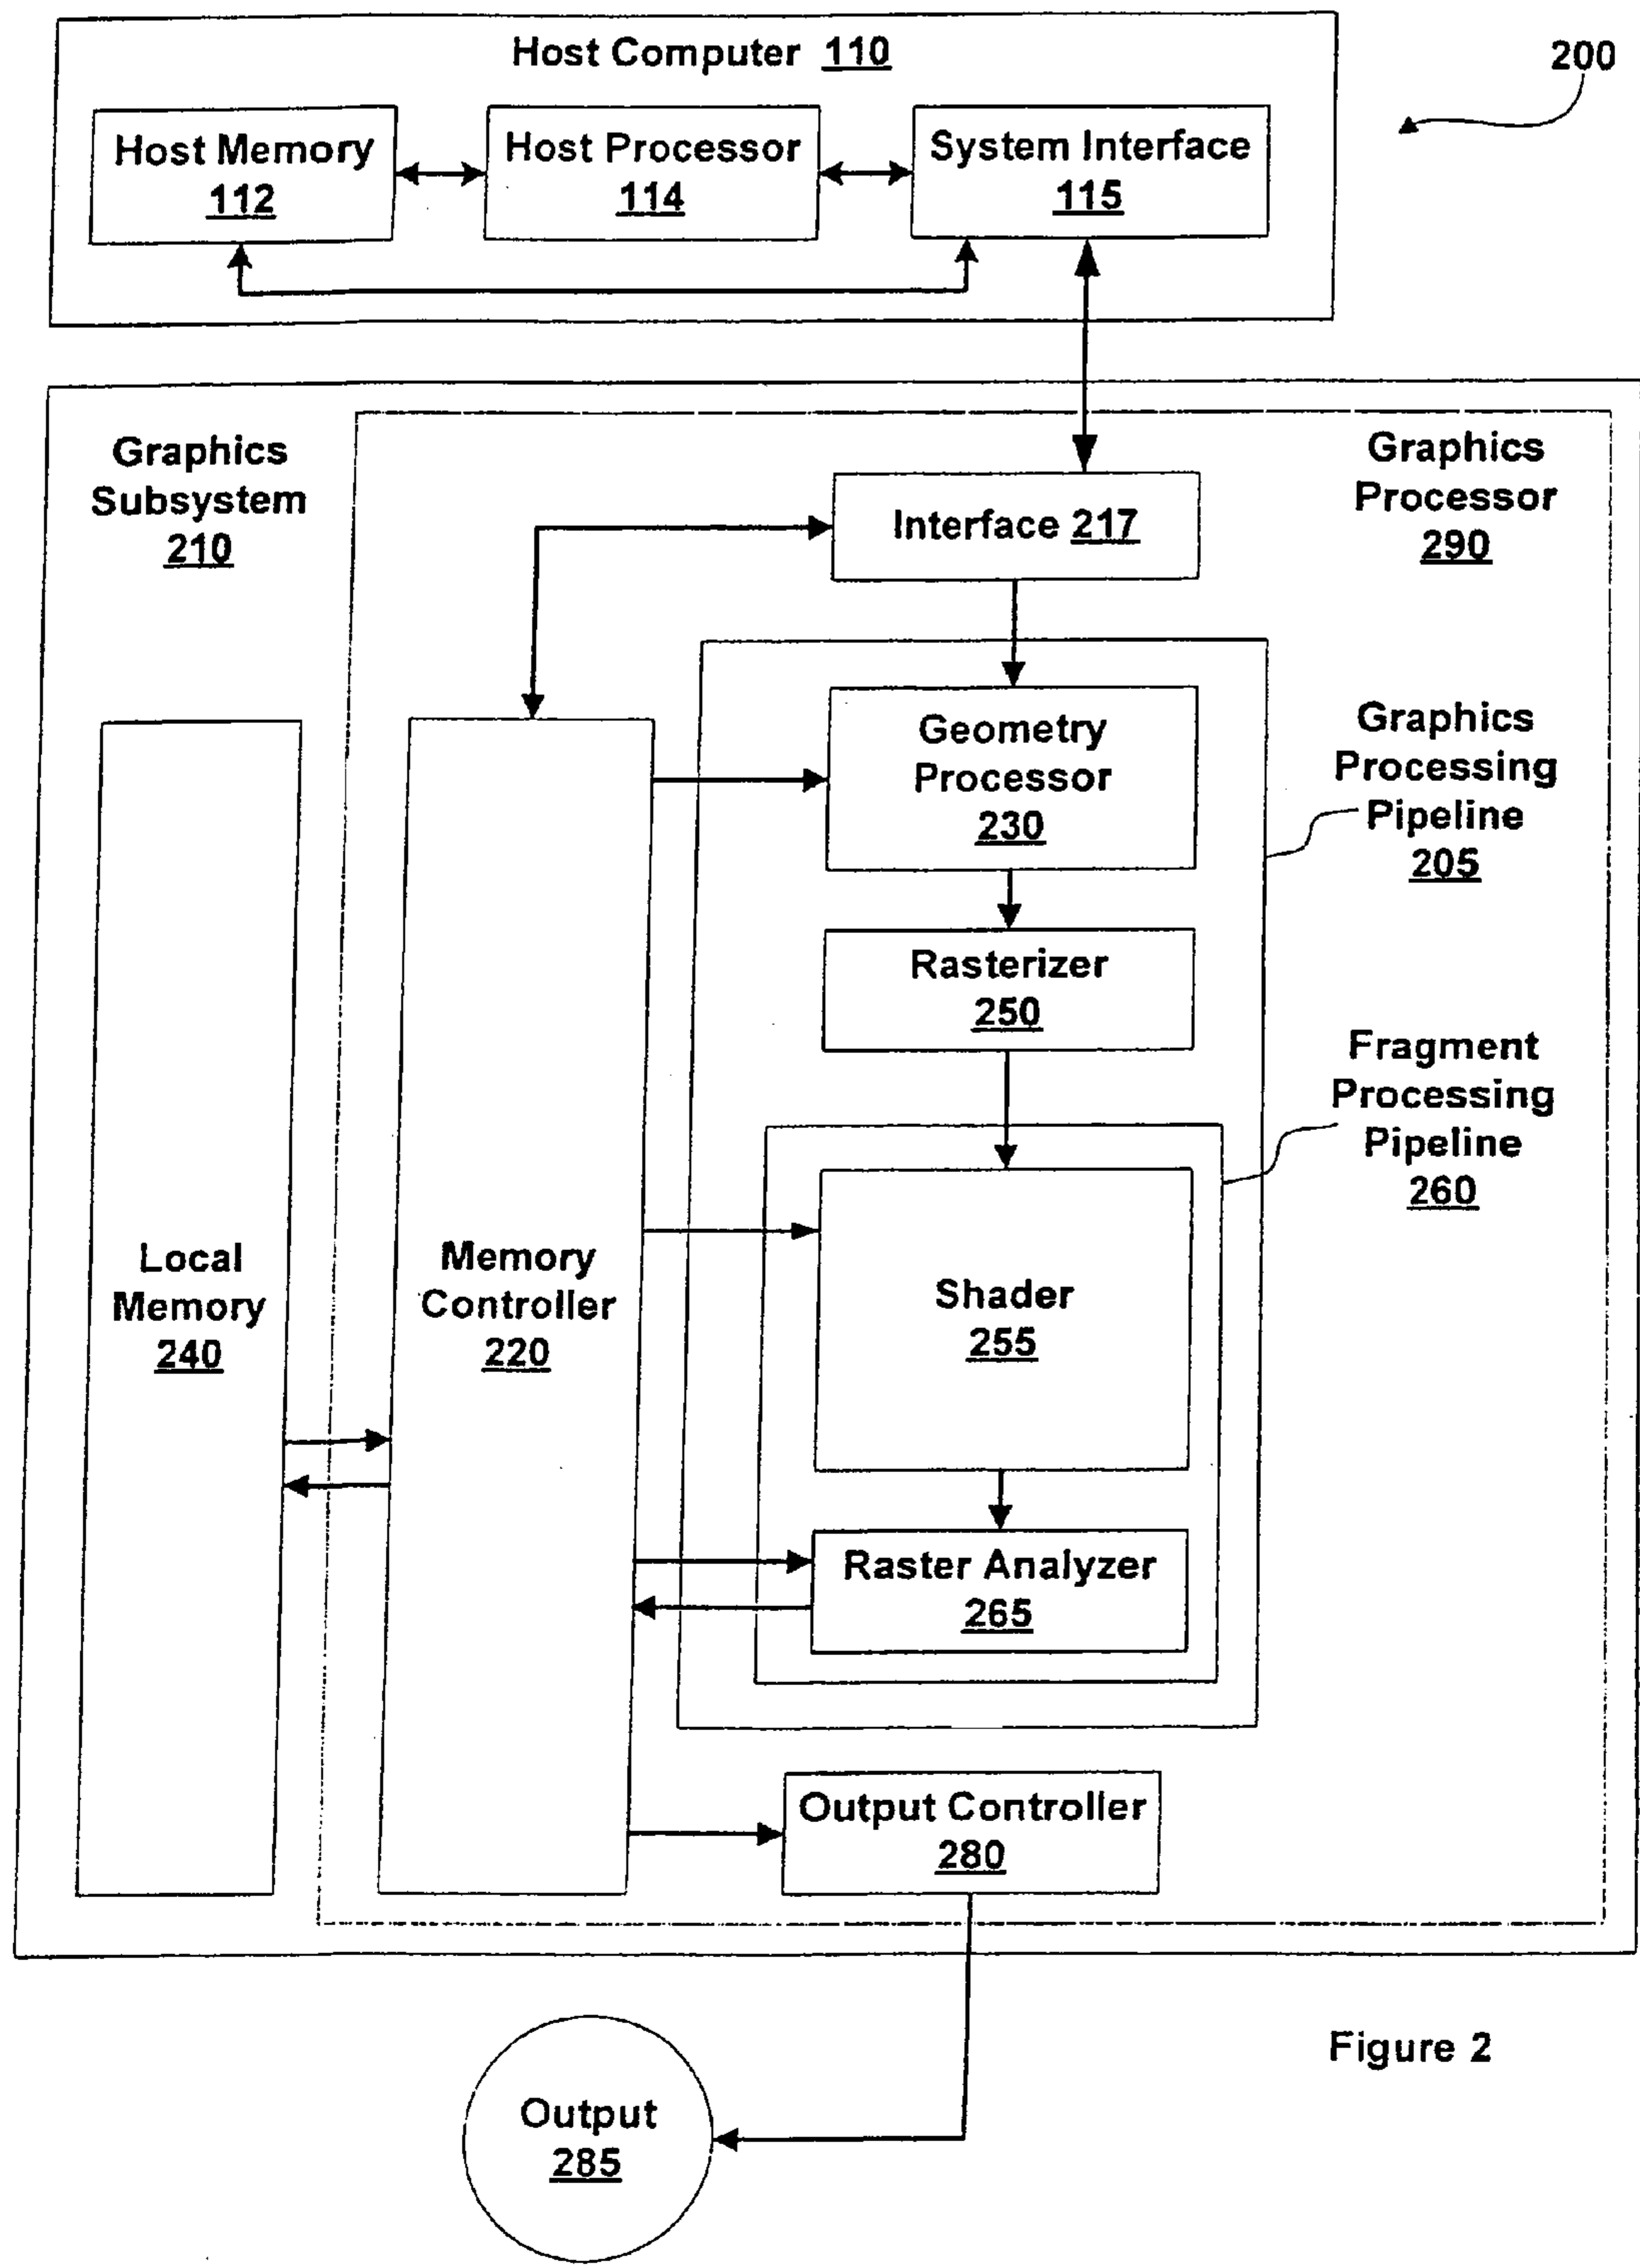 Host Computer 110
200
Host Memory
112
Host Processor
114
System Interface
115
Graphics
Subsystem
210
Graphics
Processor
290
Interface 217
Geometry
Processor
230
Graphics
Processing
Pipeline
205
Rasterizer
250
Fragment
Processing
Pipeline
260
Local
Memory
240
Memory
Controller
220
Shader
255
Raster Analyzer
265
Output Controller
280
Figure 2
Output
285